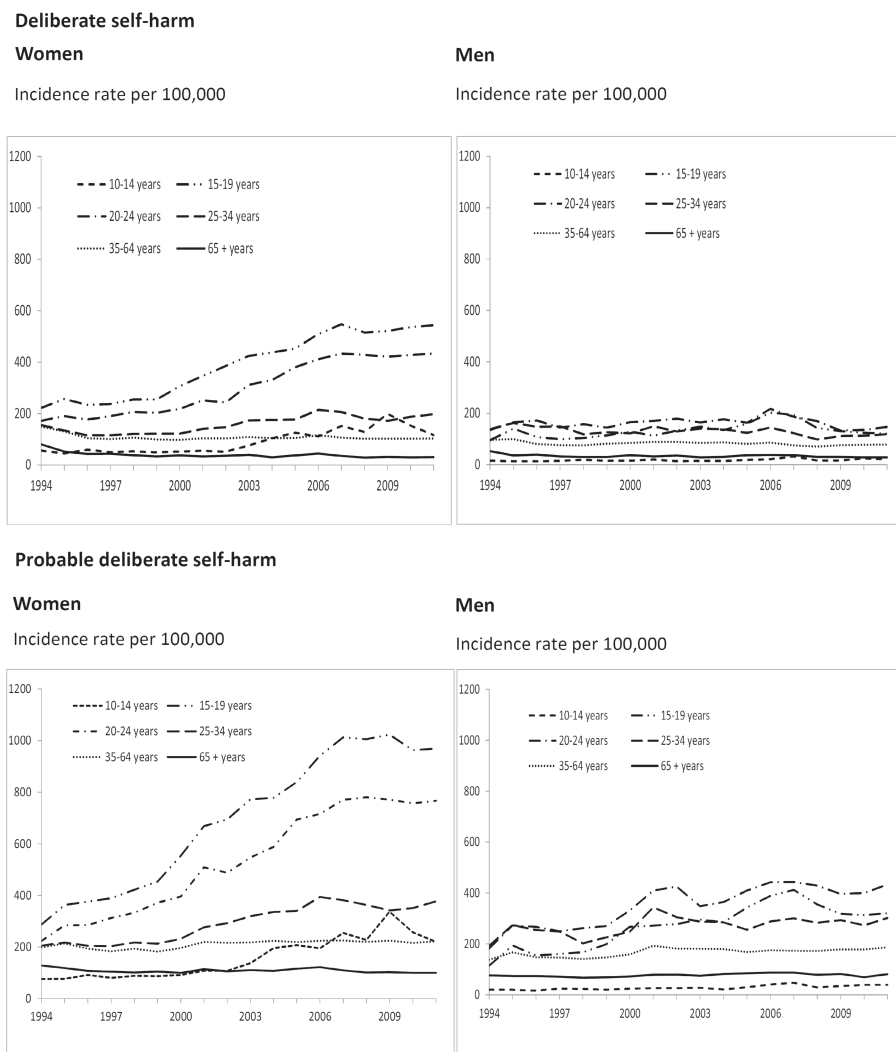 Deliberate self-harm
Women
Men
Incidence rate per 100,000
Incidence rate per 100,000
1200
1000
800
600
400
200
0
10-14 years
15-19 years
20-24 years
25-34 years
35-64 years
65 + years
1994
1997
2000
2003
2006
2009
1200
1000
800
600
400
200
0
10-14 years
15-19 years
20-24 years
25-34 years
35-64 years
65 + years
1994
1997
2000
2003
2006
2009
Probable deliberate self-harm
Women
Men
Incidence rate per 100,000
Incidence rate per 100,000
1200
1000
800
600
400
200
0
10-14 years
15-19 years
20-24 years
25-34 years
35-64 years
65 + years
1994
1997
2000
2003
2006
2009
1200
1000
800
600
400
200
0
10-14 years
15-19 years
20-24 years
25-34 years
35-64 years
65 + years
1994
1997
2000
2003
2006
2009